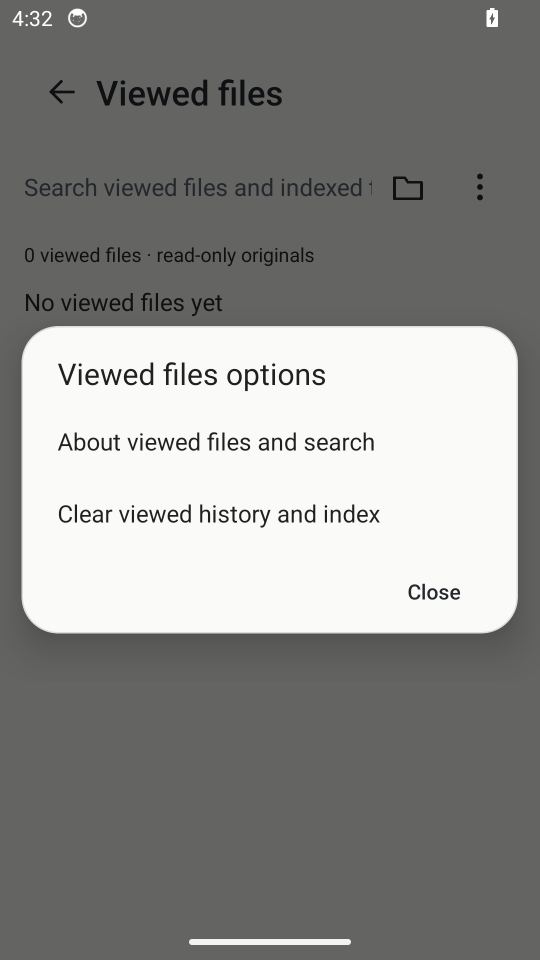 4:32
Viewed files
Search viewed files and indexed
0 viewed files · read-only originals
No viewed files yet
Viewed files options
About viewed files and search
Clear viewed history and index
Close